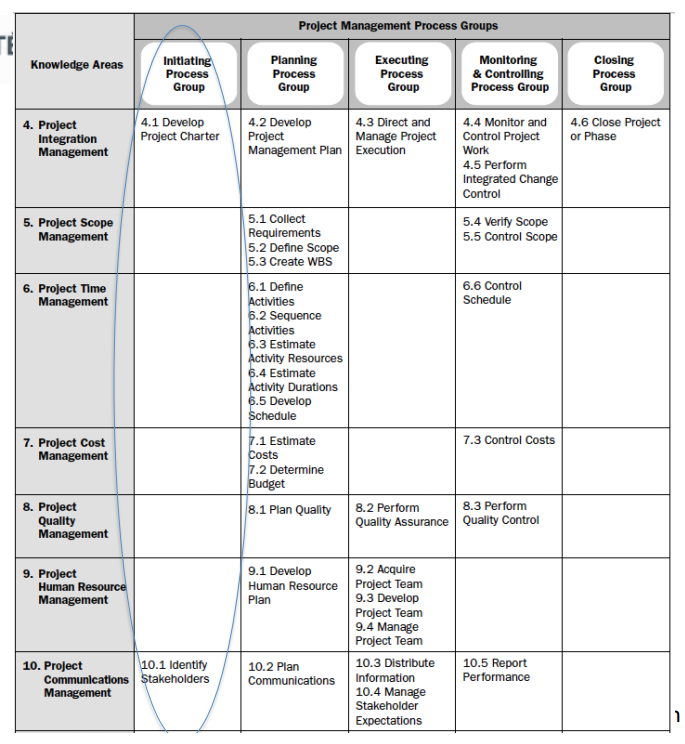 TÉ
Project Management Process Groups
Knowledge Areas
Initiating
Process
Group
Planning
Process
Group
Executing
Process
Group
Monitoring
& Controlling
Process Group
Closing
Process
Group
4. Project
Integration
Management
4.1 Develop
Project Charter
4.2 Develop
Project
Management Plan
4.3 Direct and
Manage Project
Execution
4.4 Monitor and
Control Project
Work
4.5 Perform
Integrated Change
Control
4.6 Close Project
or Phase
5. Project Scope
Management
5.1 Collect
Requirements
5.2 Define Scope
5.3 Create WBS
5.4 Verify Scope
5.5 Control Scope
6. Project Time
Management
6.1 Define
Activities
6.2 Sequence
Activities
6.3 Estimate
Activity Resources
6.4 Estimate
Activity Durations
6.5 Develop
Schedule
6.6 Control
Schedule
7. Project Cost
Management
7.1 Estimate
Costs
7.2 Determine
Budget
7.3 Control Costs
8. Project
Quality
Management
8.1 Plan Quality
8.2 Perform
Quality Assurance
8.3 Perform
Quality Control
9. Project
Human Resource
Management
9.1 Develop
Human Resource
Plan
9.2 Acquire
Project Team
9.3 Develop
Project Team
9.4 Manage
Project Team
10. Project
Communications
Management
10.1 Identify
Stakeholders
10.2 Plan
Communications
10.3 Distribute
Information
10.4 Manage
Stakeholder
Expectations
10.5 Report
Performance